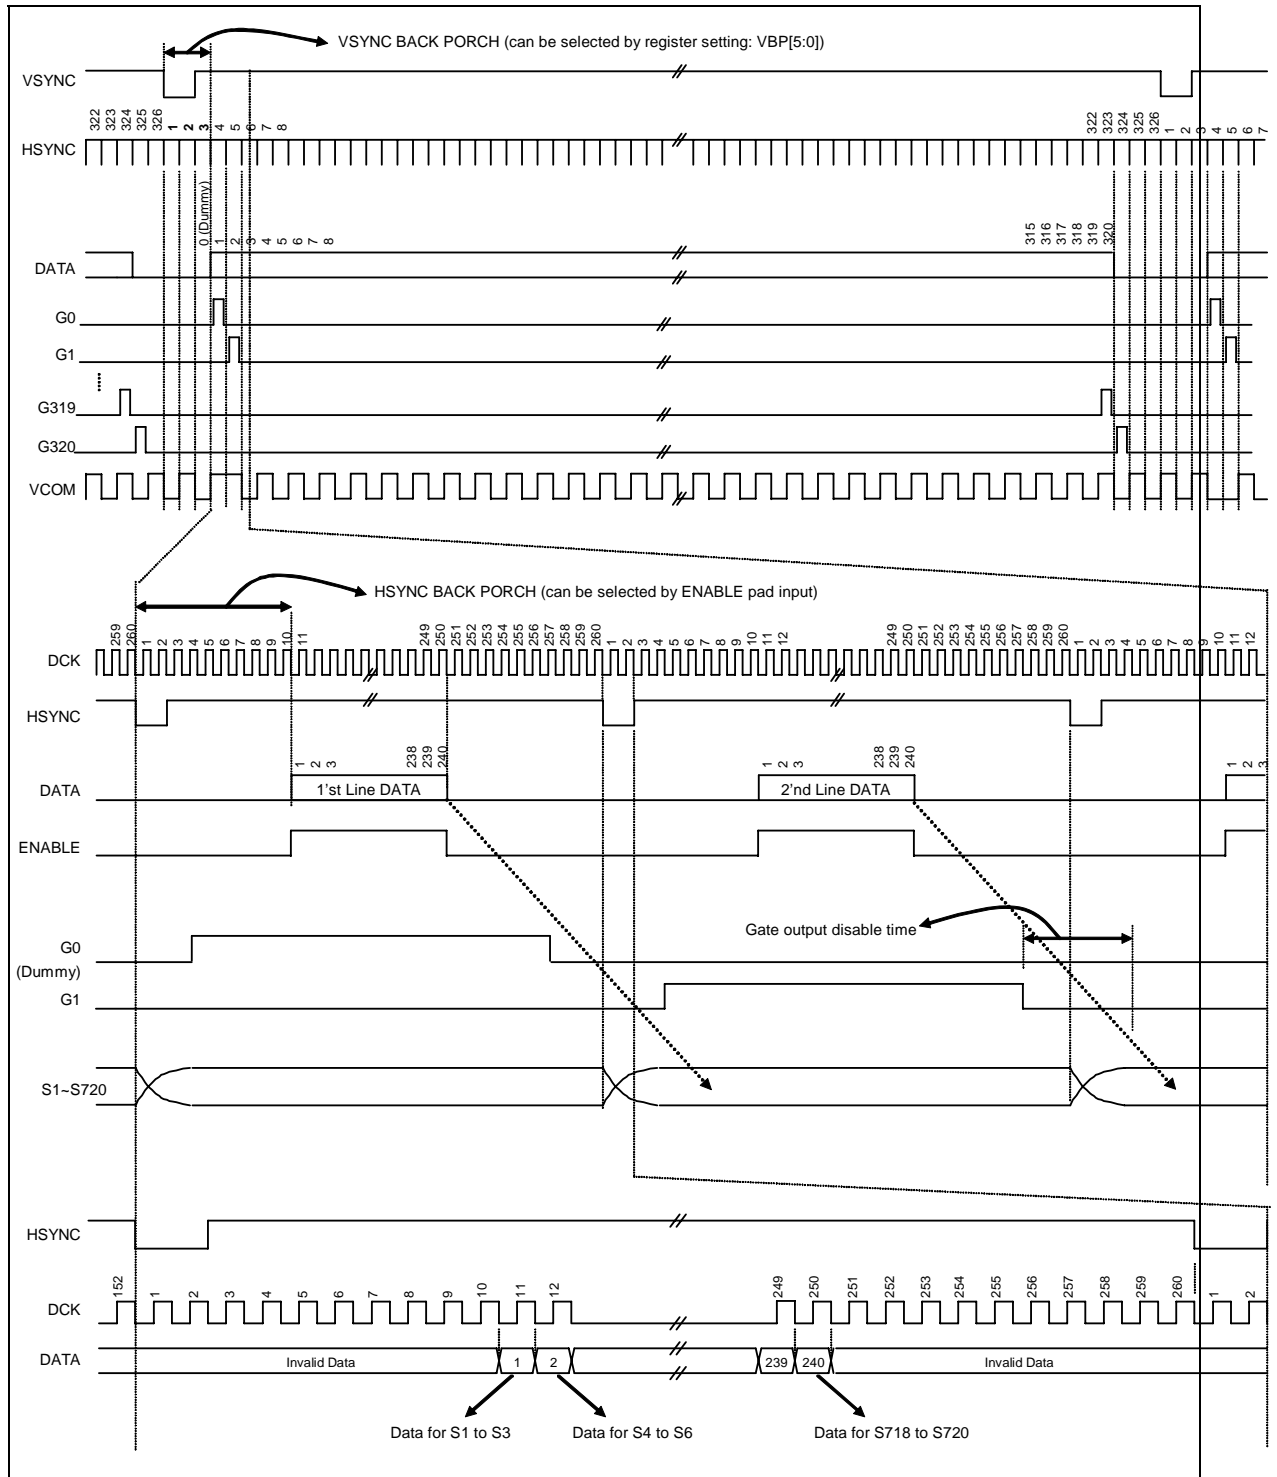 VSYNC BACK PORCH (can be selected by register setting: VBP[5:0])
VSYNC
322 323 324 325 326 1 2 3 4 5 6 7 8 322 323 324 325 326 1 2 3 4 5 6 7
HSYNC
0 (Dummy) 1 2 3 4 5 6 7 8 315 316 317 318 319 320
DATA
G0
G1
G319
G320
VCOM
HSYNC BACK PORCH (can be selected by ENABLE pad input)
259 260 1 2 3 4 5 6 7 8 9 10 11 249 250 251 252 253 254 255 256 257 258 259 260 1 2 3 4 5 6 7 8 9 10 11 12 249 250 251 252 253 254 255 256 257 258 259 260 1 2 3 4 5 6 7 8 9 10 11 12
DCK
HSYNC
1 2 3 238 239 240 1 2 3 238 239 240 1 2 3
DATA 1'st Line DATA 2'nd Line DATA
ENABLE
Gate output disable time
G0
(Dummy)
G1
S1~S720
HSYNC
152 1 2 3 4 5 6 7 8 9 10 11 12 249 250 251 252 253 254 255 256 257 258 259 260 1 2
DCK
DATA Invalid Data 1 2 239 240 Invalid Data
Data for S1 to S3 Data for S4 to S6 Data for S718 to S720